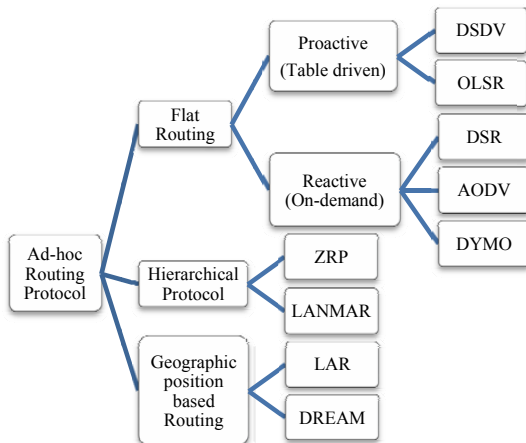 Ad-hoc
Routing
Protocol
Flat
Routing
Proactive
(Table driven)
DSDV
OLSR
Reactive
(On-demand)
DSR
AODV
DYMO
Hierarchical
Protocol
ZRP
LANMAR
Geographic
position
based
Routing
LAR
DREAM